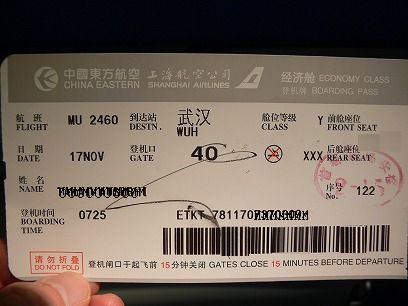 中國東方航空 上海航空公司 经济舱 ECONOMY CLASS
CHINA EASTERN SHANGHAI AIRLINES 登机牌 BOARDING PASS
航班 到达站 武汉 舱位等级 前舱座位
FLIGHT MU 2460 DESTN. WUH CLASS Y FRONT SEAT
日期 登机口 后舱座位
DATE 17NOV GATE 40 XXX REAR SEAT
姓名 序号
NAME No. 122
登机时间 0725 ETKT
BOARDING
TIME
请勿折叠
DO NOT FOLD
登机闸口于起飞前15分钟关闭 GATES CLOSE 15 MINUTES BEFORE DEPARTURE